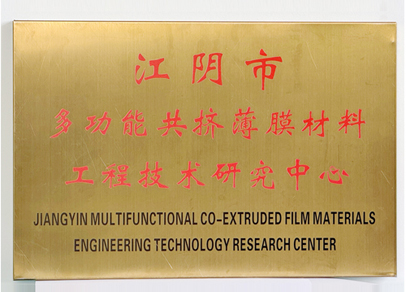 江阴市
多功能共挤薄膜材料
工程技术研究中心
JIANGYIN MULTIFUNCTIONAL CO-EXTRUDED FILM MATERIALS
ENGINEERING TECHNOLOGY RESEARCH CENTER